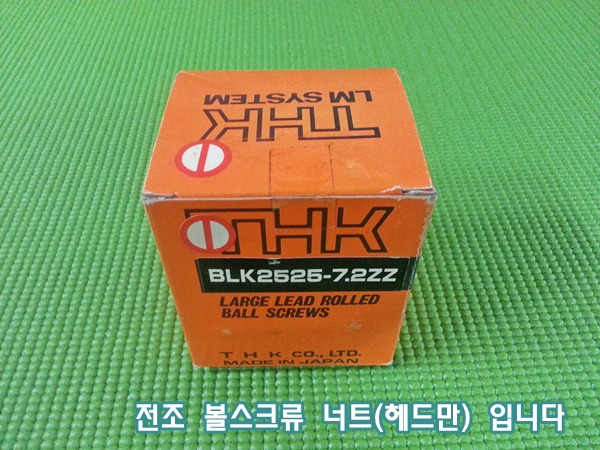 LM SYSTEM
THK
THK
BLK2525-7.2ZZ
LARGE LEAD ROLLED
BALL SCREWS
T H K CO., LTD.
MADE IN JAPAN
전조 볼스크류 너트(헤드만) 입니다